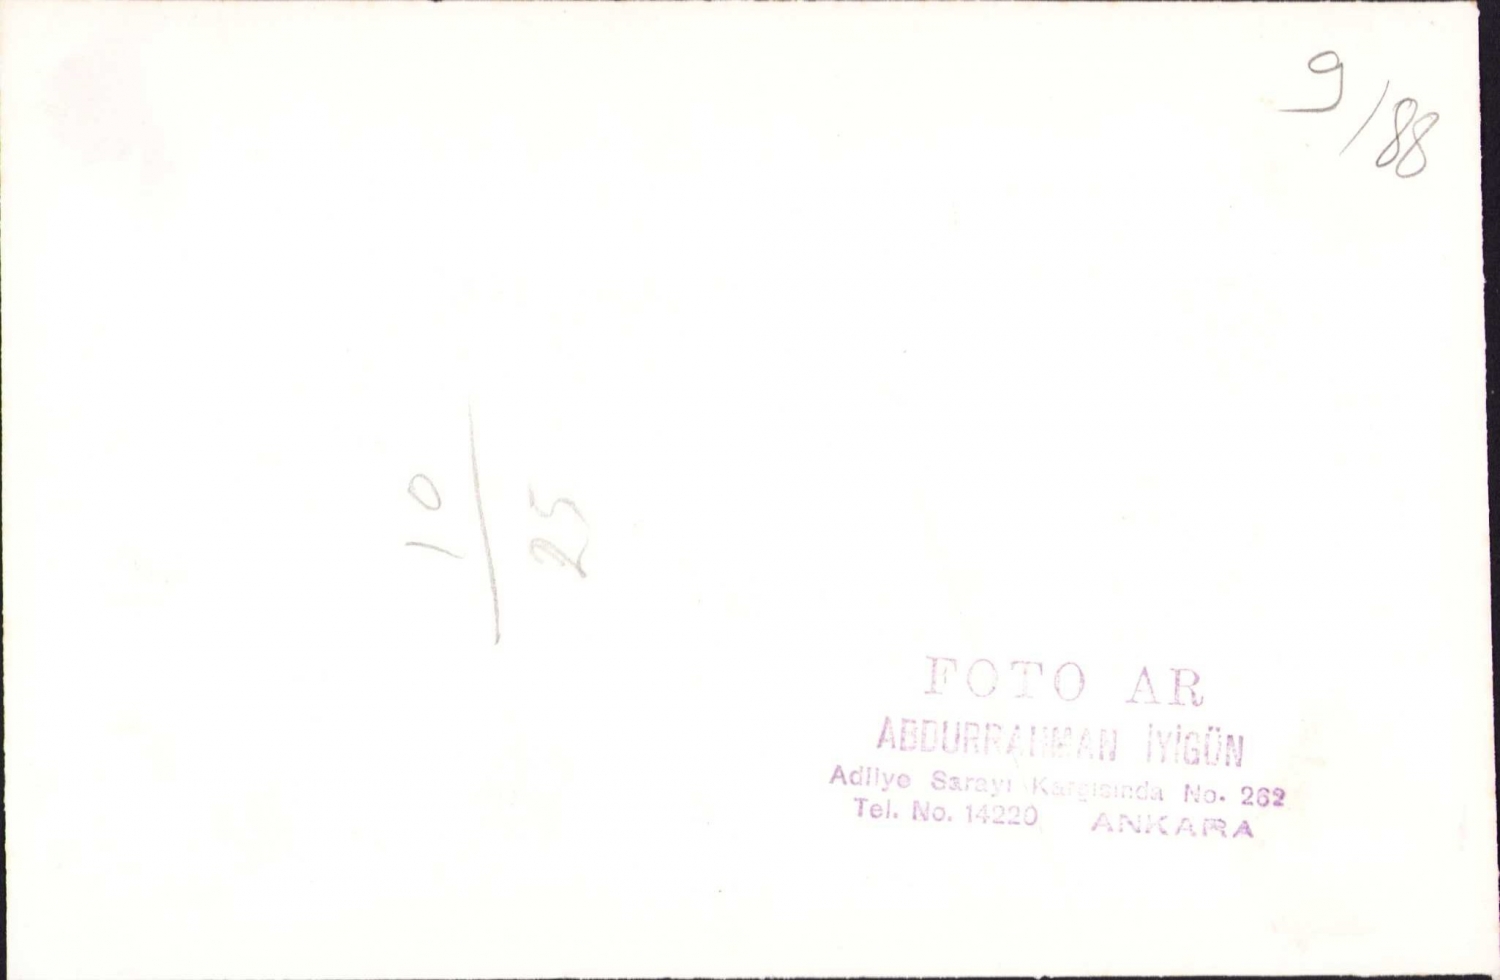 9/88
10/25
FOTO AR
ABDURRAHMAN İYİGÜN
Adliye Sarayı Karşısında No. 262
Tel. No. 14220 ANKARA